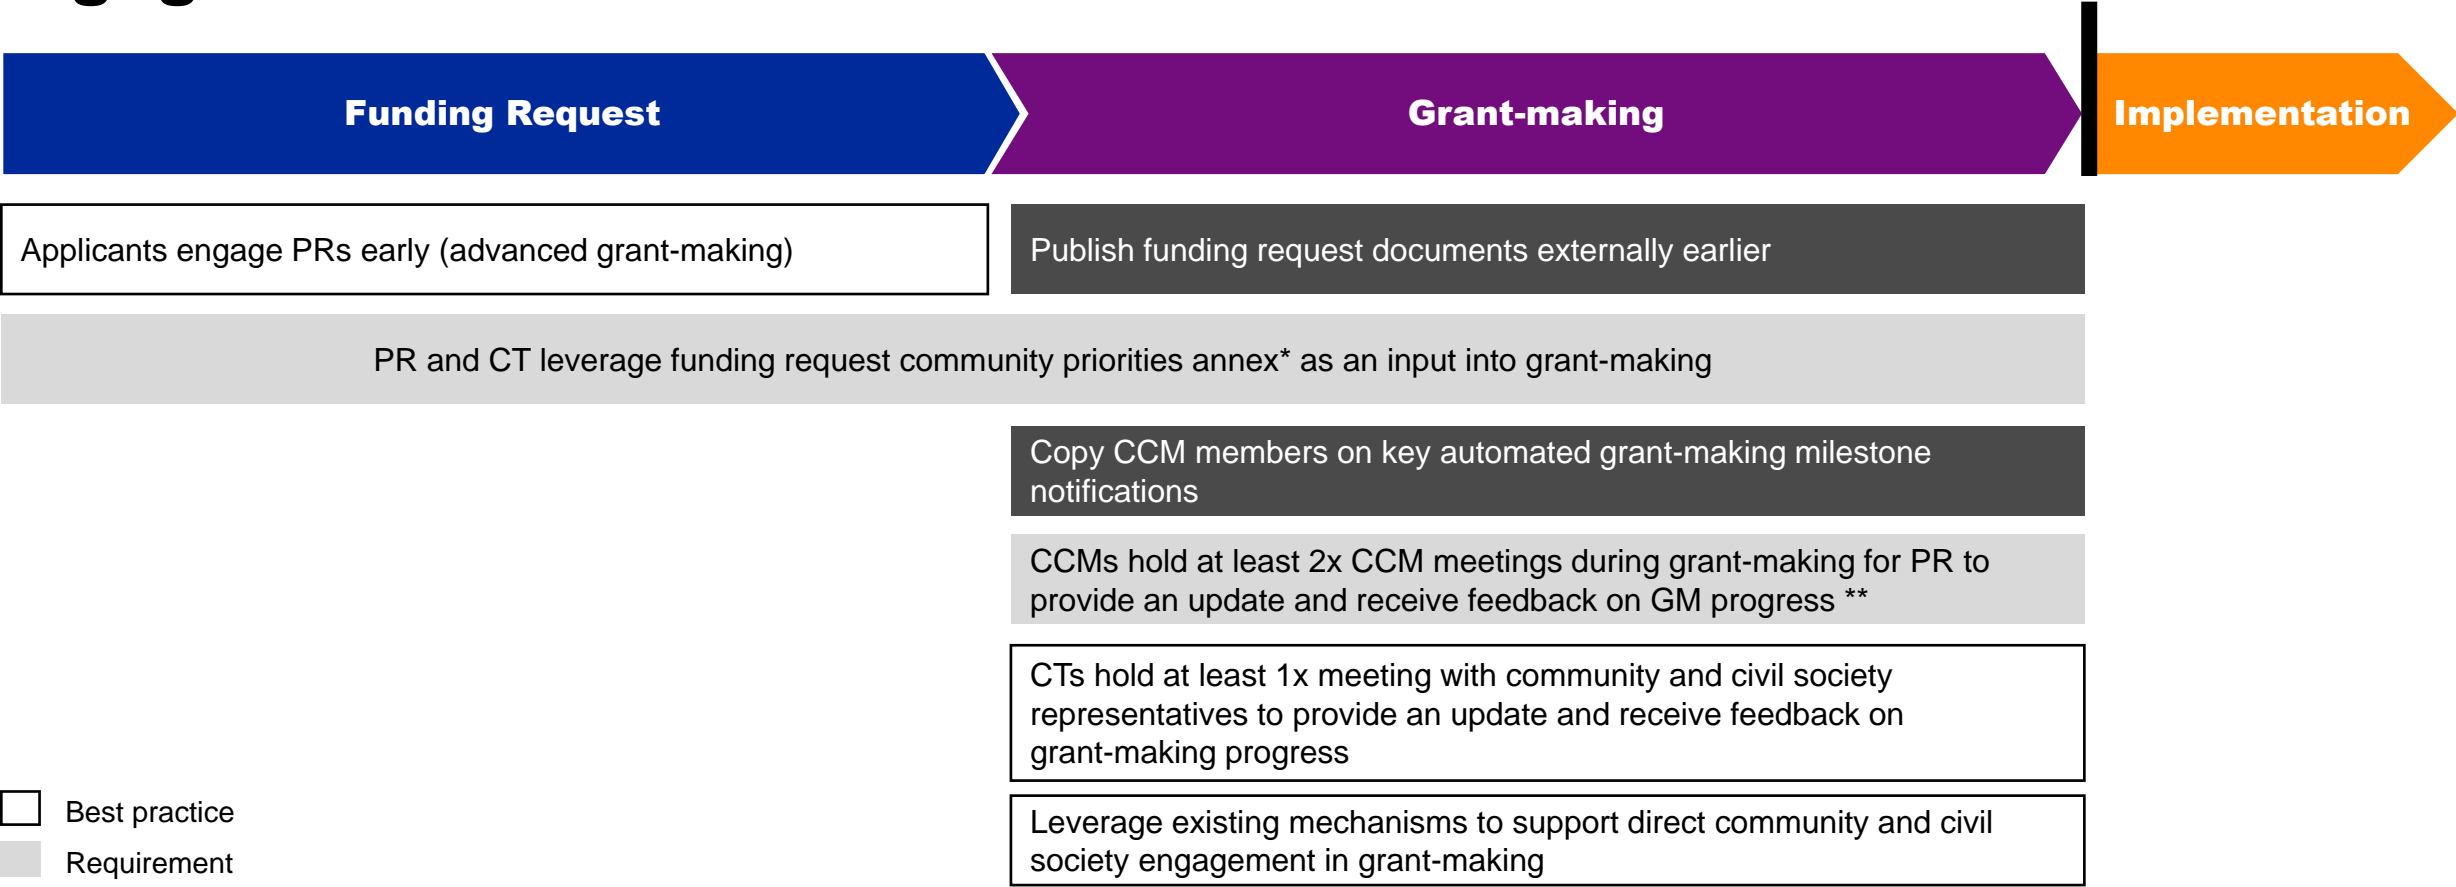 Funding Request
Grant-making
Implementation
Applicants engage PRs early (advanced grant-making)
Publish funding request documents externally earlier
PR and CT leverage funding request community priorities annex* as an input into grant-making
Copy CCM members on key automated grant-making milestone
notifications
CCMs hold at least 2x CCM meetings during grant-making for PR to
provide an update and receive feedback on GM progress **
CTs hold at least 1x meeting with community and civil society
representatives to provide an update and receive feedback on
grant-making progress
Leverage existing mechanisms to support direct community and civil
society engagement in grant-making
Best practice
Requirement